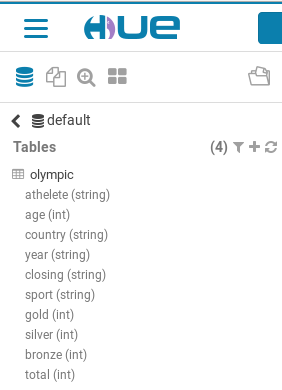 HUE
default
Tables (4)
olympic
athelete (string)
age (int)
country (string)
year (string)
closing (string)
sport (string)
gold (int)
silver (int)
bronze (int)
total (int)